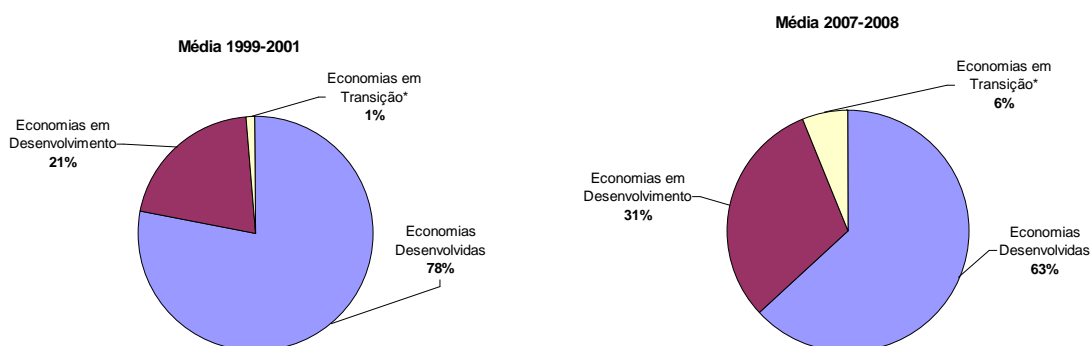 Média 1999-2001
Economias em
Transição*
1%
Economias em
Desenvolvimento
21%
Economias
Desenvolvidas
78%
Média 2007-2008
Economias em
Transição*
6%
Economias em
Desenvolvimento
31%
Economias
Desenvolvidas
63%